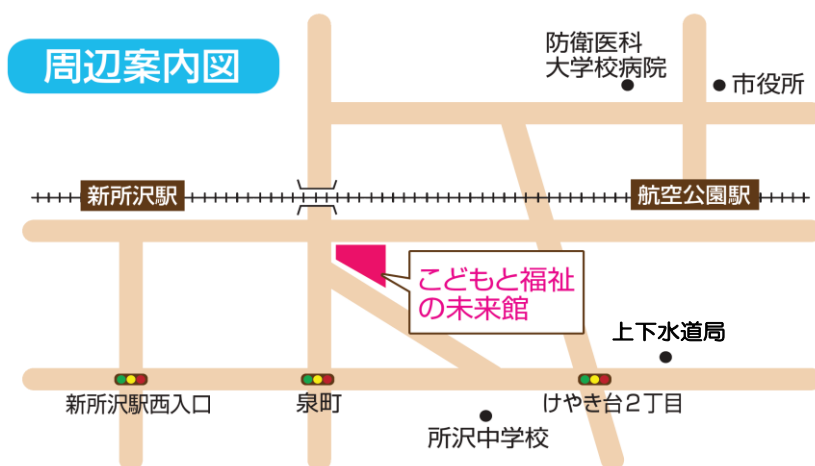 周辺案内図
防衛医科
大学校病院
市役所
新所沢駅
航空公園駅
こどもと福祉
の未来館
上下水道局
新所沢駅西入口
泉町
けやき台2丁目
所沢中学校